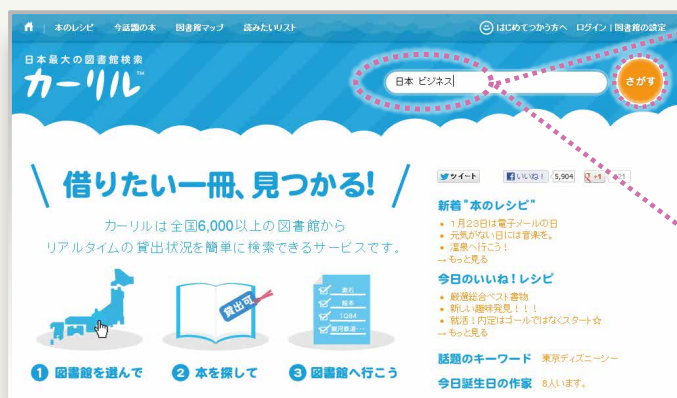 本のレシピ 今話題の本 図書館マップ 読みたいリスト
はじめてつかう方へ ログイン | 図書館の設定
日本最大の図書館検索
カーリル™
日本 ビジネス
さがす
借りたい一冊、見つかる!
カーリルは全国6,000以上の図書館から
リアルタイムの貸出状況を簡単に検索できるサービスです。
貸出可
絵本
1Q84
銀河鉄道…
1 図書館を選んで
2 本を探して
3 図書館へ行こう
ツイート いいね! 5,904 +1
新着"本のレシピ"
• 1月23日は電子メールの日
• 元気がない日には音楽を。
• 温泉へ行こう!
→もっと見る
今日のいいね!レシピ
• 厳選総合ベスト書物
• 新しい趣味発見!!!
• 就活!内定はゴールではなくスタート☆
→もっと見る
話題のキーワード 東京ディズニーシー
今日誕生日の作家 8人います。